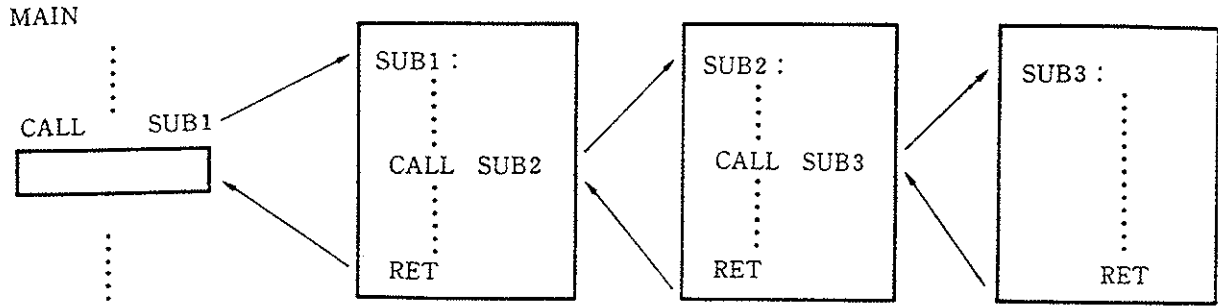 MAIN
CALL SUB1
SUB1 :
CALL SUB2
RET
SUB2 :
CALL SUB3
RET
SUB3 :
RET